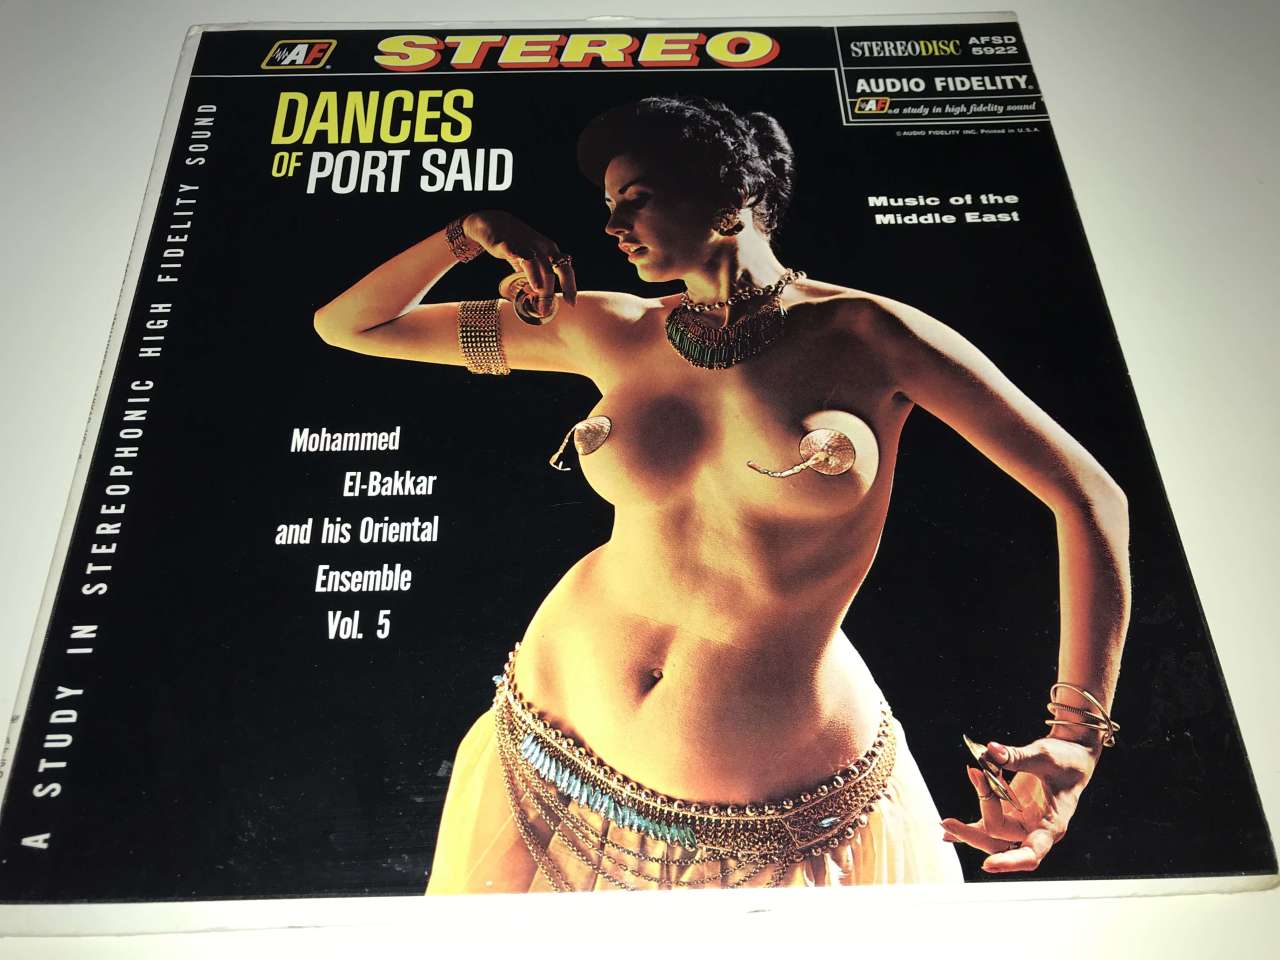 AF
STEREO
STEREODISC
AFSD
5922
AUDIO FIDELITY®
AF® a study in high fidelity sound
© AUDIO FIDELITY INC. Printed in U.S.A.
DANCES
OF PORT SAID
Music of the
Middle East
Mohammed
El-Bakkar
and his Oriental
Ensemble
Vol. 5
A STUDY IN STEREOPHONIC HIGH FIDELITY SOUND